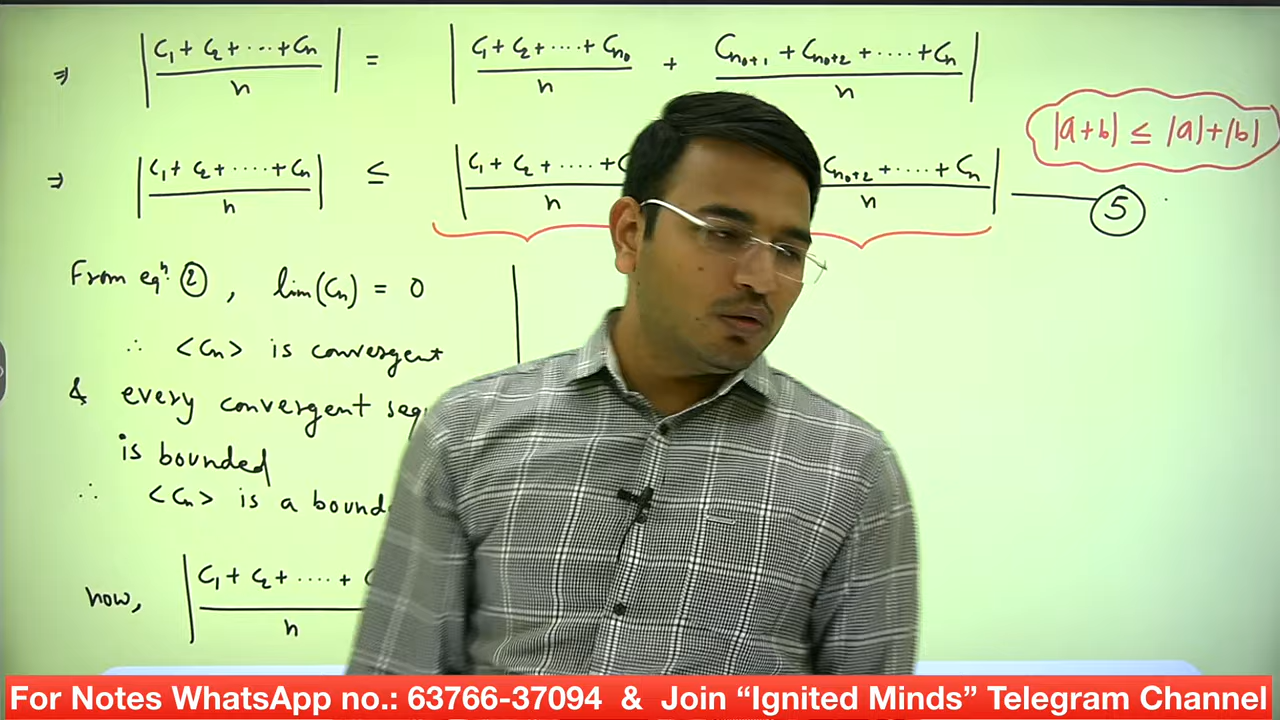 ⇒ |C₁ + C₂ + ⋯ + Cₙ / n| = |C₁ + C₂ + ⋯ + Cₙ₀ / n + Cₙ₀₊₁ + Cₙ₀₊₂ + ⋯ + Cₙ / n|
|a+b| ≤ |a|+|b|
⇒ |C₁ + C₂ + ⋯ + Cₙ / n| ≤ |C₁ + C₂ + ⋯ + C / n Cₙ₀₊₂ + ⋯ + Cₙ / n| — ⑤
From eqⁿ. ②, lim(Cₙ) = 0
∴ <Cₙ> is convergent
& every convergent seq
is bounded
∴ <Cₙ> is a bound
now, |C₁ + C₂ + ⋯ + C / n
For Notes WhatsApp no.: 63766-37094 & Join “Ignited Minds” Telegram Channel